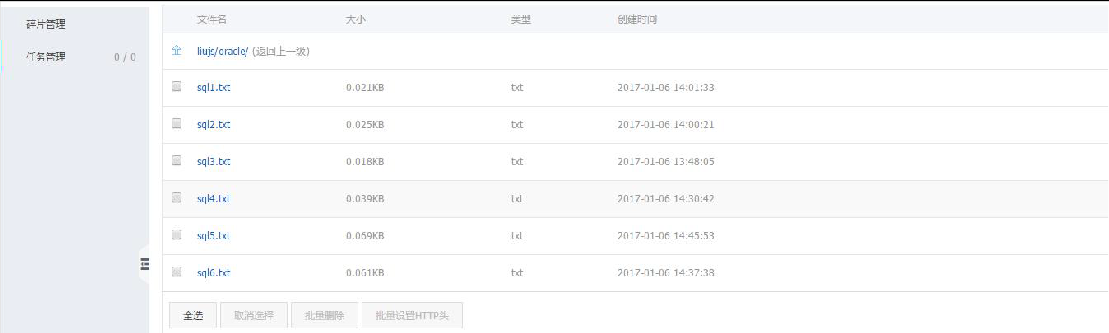 碎片管理
任务管理 0 / 0
文件名 大小 类型 创建时间
liujs/oracle/ (返回上一级)
sql1.txt 0.021KB txt 2017-01-06 14:01:33
sql2.txt 0.025KB txt 2017-01-06 14:00:21
sql3.txt 0.018KB txt 2017-01-06 13:48:05
sql4.txt 0.039KB txt 2017-01-06 14:30:42
sql5.txt 0.069KB txt 2017-01-06 14:45:53
sql6.txt 0.061KB txt 2017-01-06 14:37:38
全选 取消选择 批量删除 批量设置HTTP头